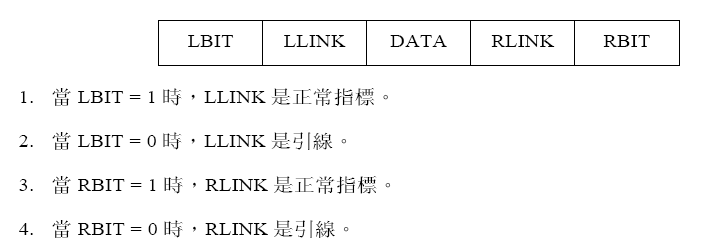 LBIT LLINK DATA RLINK RBIT
1. 當 LBIT = 1 時，LLINK 是正常指標。
2. 當 LBIT = 0 時，LLINK 是引線。
3. 當 RBIT = 1 時，RLINK 是正常指標。
4. 當 RBIT = 0 時，RLINK 是引線。